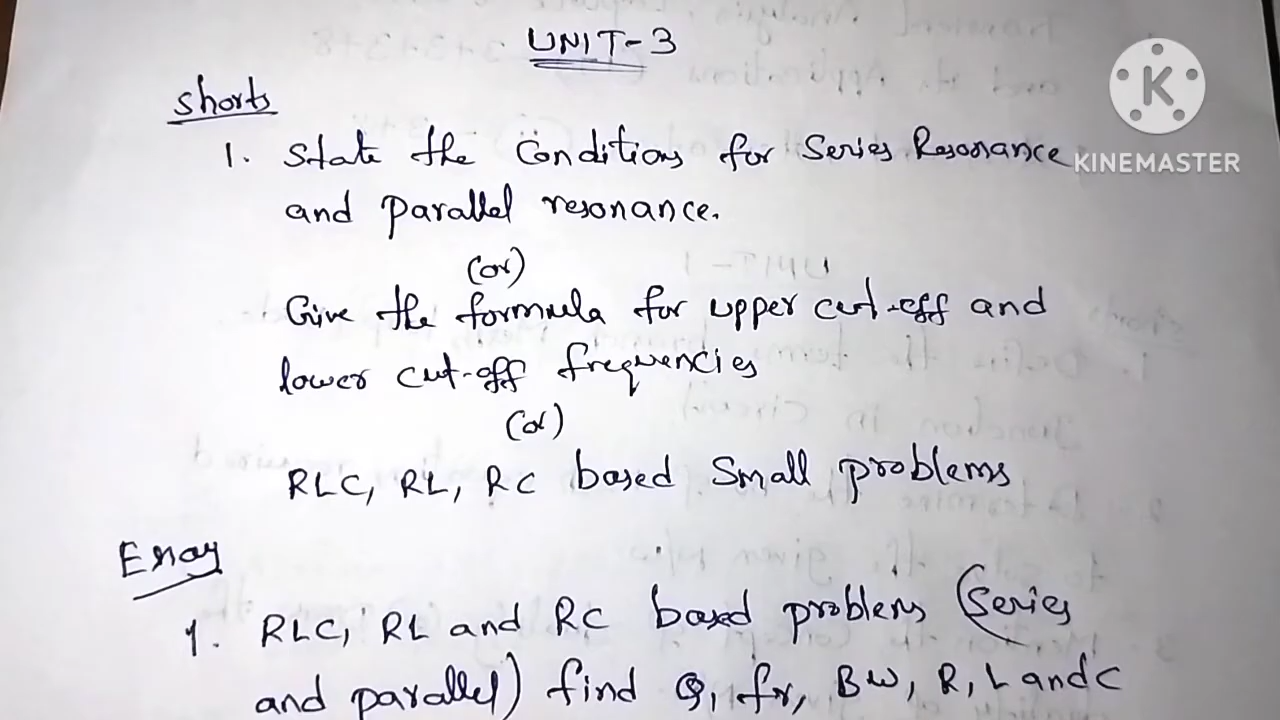 UNIT-3
Shorts
1. State the Conditions for Series Resonance
and parallel resonance.
(or)
Give the formula for upper cut-off and
lower cut-off frequencies
(or)
RLC, RL, RC based Small problems
Essay
1. RLC, RL and RC based problems (series
and parallel) find Q, fr, BW, R, L and C
K
KINEMASTER